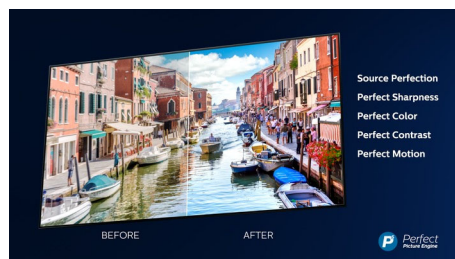 Source Perfection
Perfect Sharpness
Perfect Color
Perfect Contrast
Perfect Motion
BEFORE
AFTER
P
Perfect
Picture Engine